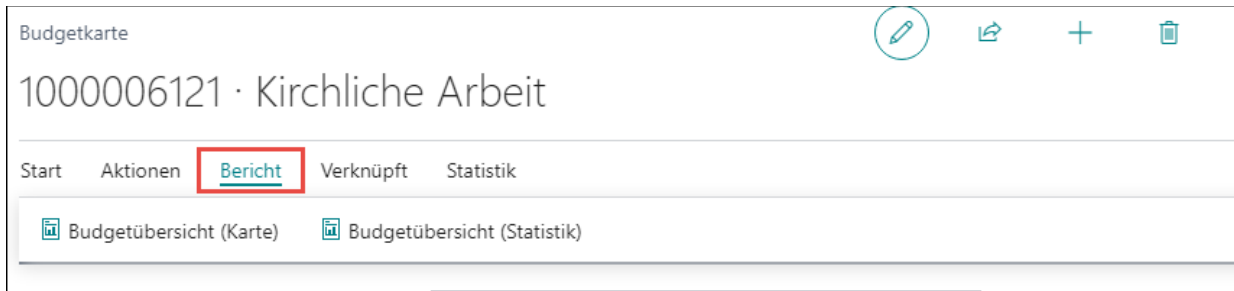 Budgetkarte
1000006121 · Kirchliche Arbeit
Start Aktionen Bericht Verknüpft Statistik
Budgetübersicht (Karte) Budgetübersicht (Statistik)